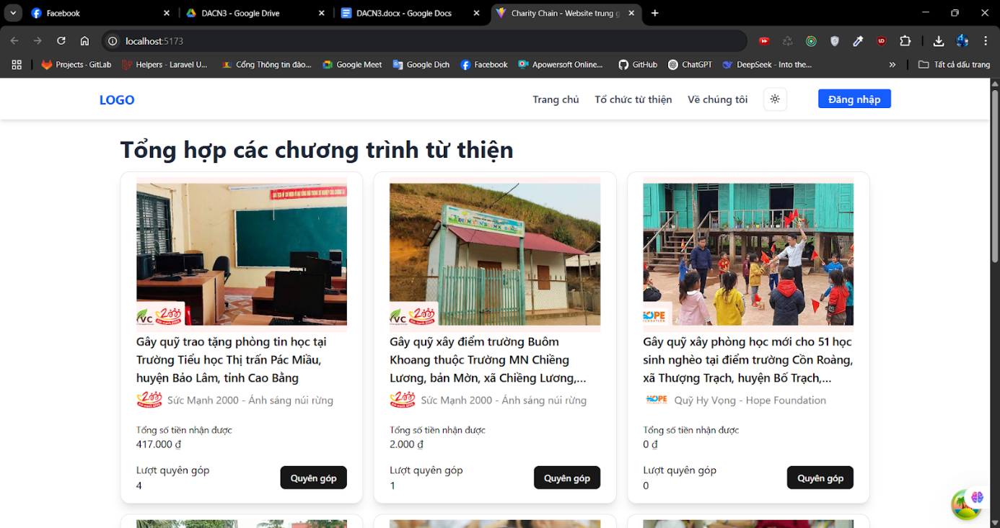 Facebook
DACN3 - Google Drive
DACN3.docx - Google Docs
Charity Chain - Website trung g
localhost:5173
Projects · GitLab
Helpers - Laravel U...
Cổng Thông tin đào...
Google Meet
Google Dịch
Facebook
Apowersoft Online...
GitHub
ChatGPT
DeepSeek - Into the...
»
Tất cả dấu trang
LOGO
Trang chủ
Tổ chức từ thiện
Về chúng tôi
Đăng nhập
Tổng hợp các chương trình từ thiện
Gây quỹ trao tặng phòng tin học tại
Trường Tiểu học Thị trấn Pác Miầu,
huyện Bảo Lâm, tỉnh Cao Bằng
Sức Mạnh 2000 - Ánh sáng núi rừng
Tổng số tiền nhận được
417.000 ₫
Lượt quyên góp
4
Quyên góp
VC
ĐIỂM BẢN BUÔM KHOANG
Gây quỹ xây điểm trường Buôm
Khoang thuộc Trường MN Chiềng
Lương, bản Mờn, xã Chiềng Lương,...
Sức Mạnh 2000 - Ánh sáng núi rừng
Tổng số tiền nhận được
2.000 ₫
Lượt quyên góp
1
Quyên góp
HOPE
FOUNDATION
Gây quỹ xây phòng học mới cho 51 học
sinh nghèo tại điểm trường Cồn Roàng,
xã Thượng Trạch, huyện Bố Trạch,...
HOPE
Quỹ Hy Vọng - Hope Foundation
Tổng số tiền nhận được
0 ₫
Lượt quyên góp
0
Quyên góp